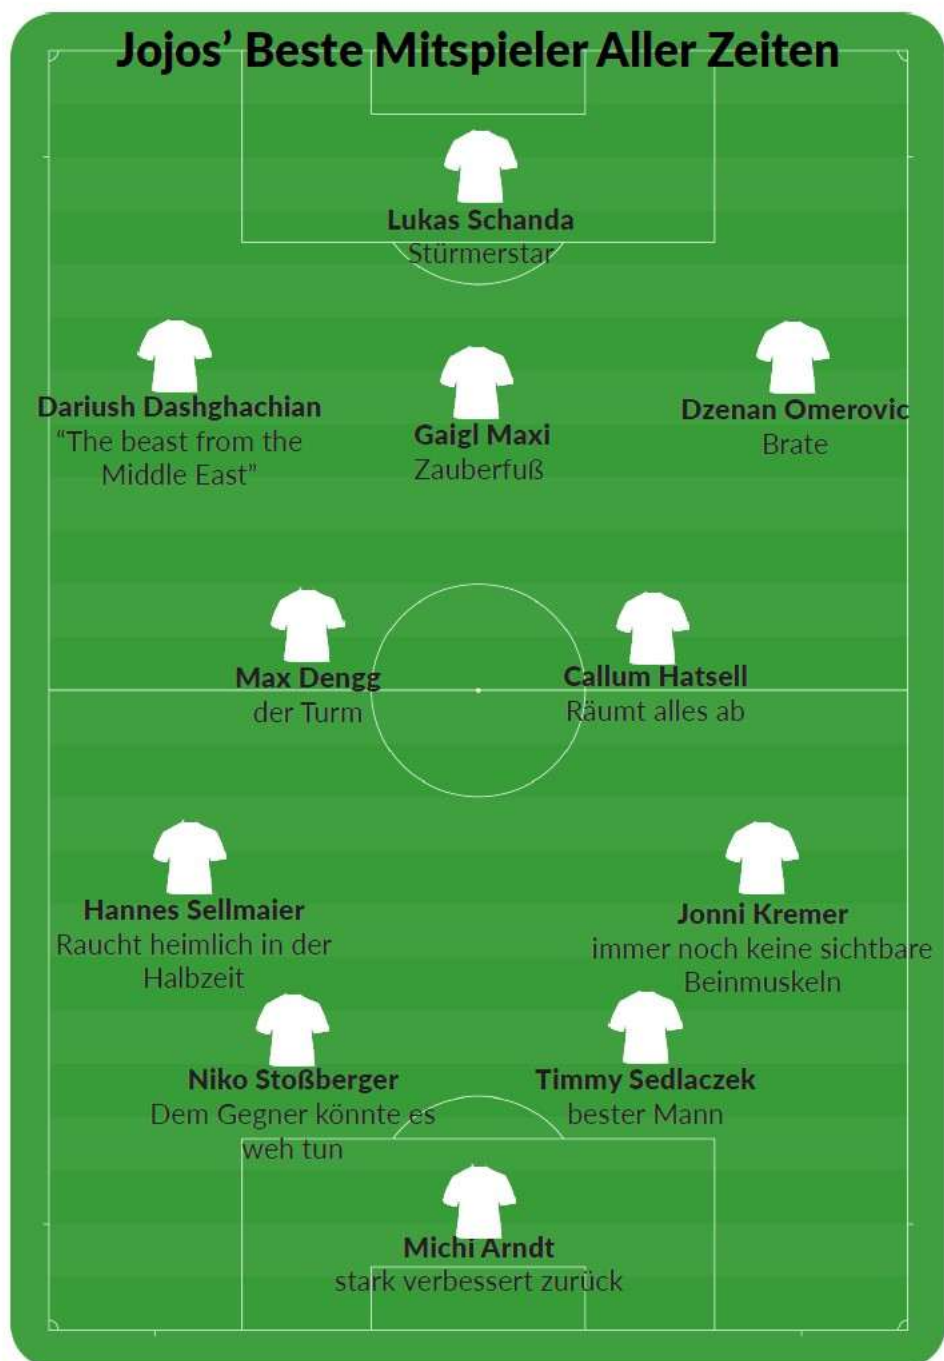 Jojos’ Beste Mitspieler Aller Zeiten
Lukas Schanda
Stürmerstar
Dariush Dashghachian
“The beast from the
Middle East”
Gaigl Maxi
Zauberfuß
Dzenan Omerovic
Brate
Max Dengg
der Turm
Callum Hatsell
Räumt alles ab
Hannes Sellmaier
Raucht heimlich in der
Halbzeit
Jonni Kremer
immer noch keine sichtbare
Beinmuskeln
Niko Stoßberger
Dem Gegner könnte es
weh tun
Timmy Sedlaczek
bester Mann
Michi Arndt
stark verbessert zurück